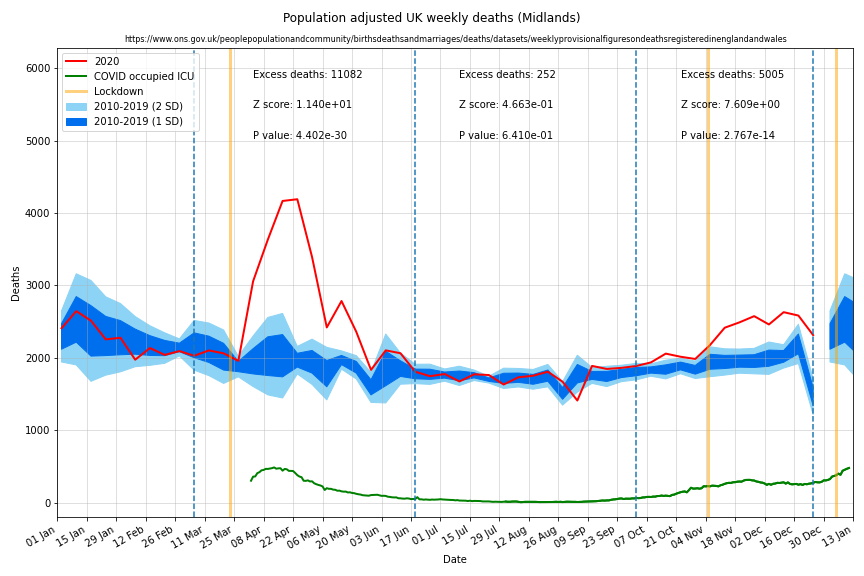 Population adjusted UK weekly deaths (Midlands)
https://www.ons.gov.uk/peoplepopulationandcommunity/birthsdeathsandmarriages/deaths/datasets/weeklyprovisionalfiguresondeathsregisteredinenglandandwales
2020
COVID occupied ICU
Lockdown
2010-2019 (2 SD)
2010-2019 (1 SD)
Excess deaths: 11082
Z score: 1.140e+01
P value: 4.402e-30
Excess deaths: 252
Z score: 4.663e-01
P value: 6.410e-01
Excess deaths: 5005
Z score: 7.609e+00
P value: 2.767e-14
Deaths
6000
5000
4000
3000
2000
1000
0
01 Jan
15 Jan
29 Jan
12 Feb
26 Feb
11 Mar
25 Mar
08 Apr
22 Apr
06 May
20 May
03 Jun
17 Jun
01 Jul
15 Jul
29 Jul
12 Aug
26 Aug
09 Sep
23 Sep
07 Oct
21 Oct
04 Nov
18 Nov
02 Dec
16 Dec
30 Dec
13 Jan
Date